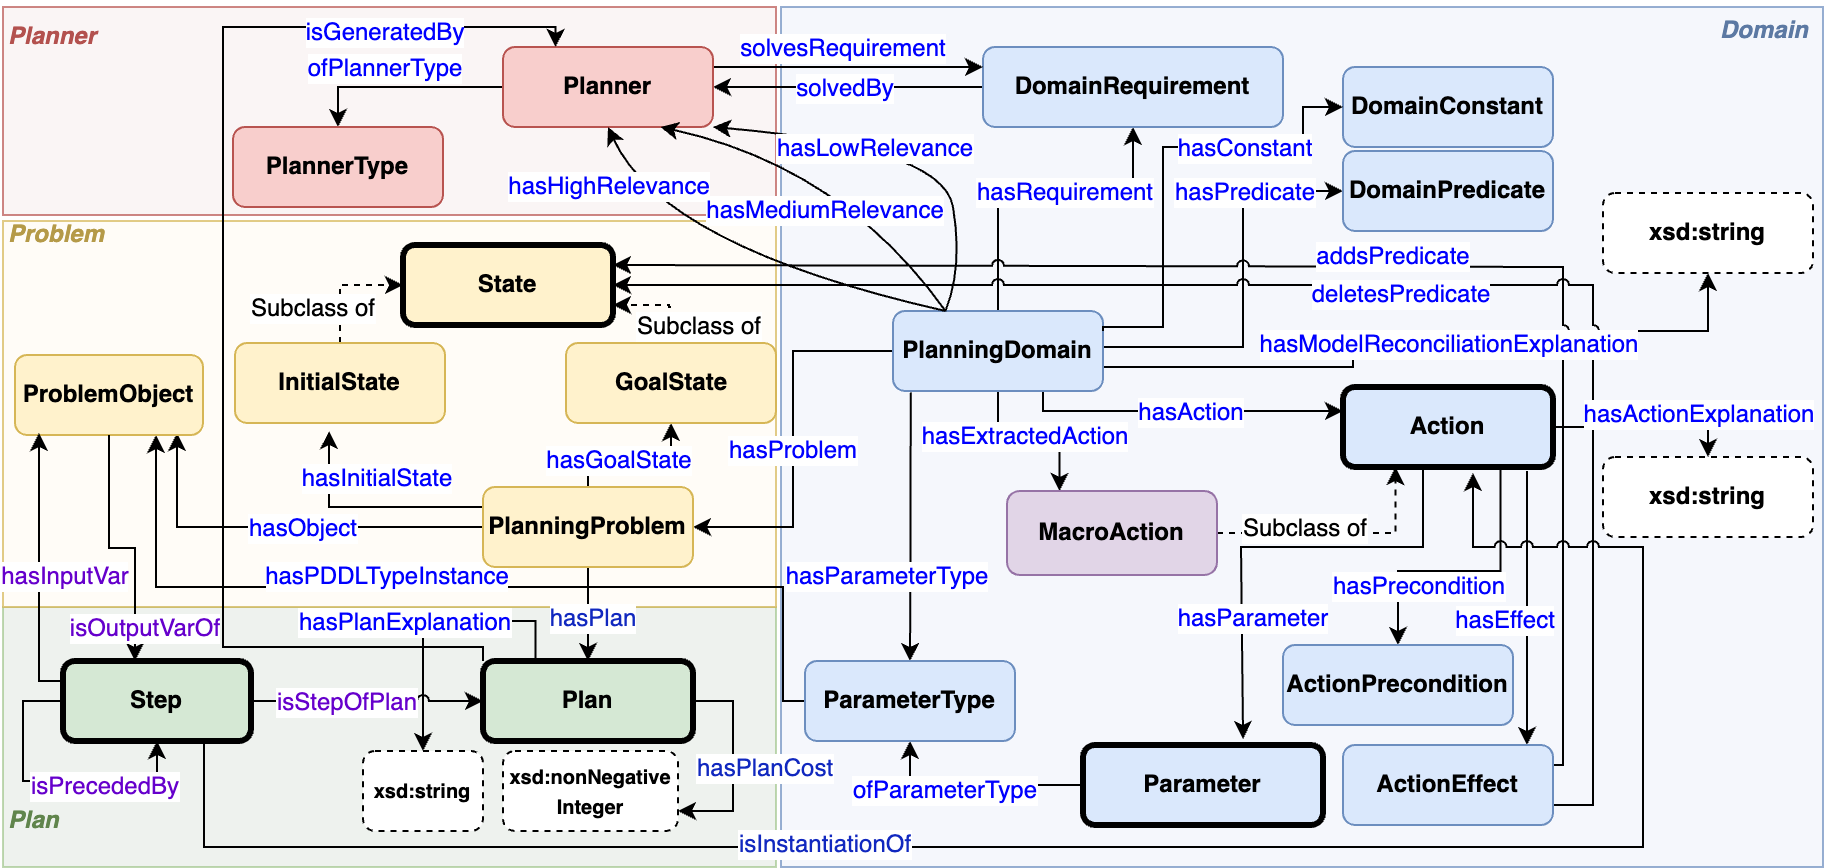 Planner
isGeneratedBy
ofPlannerType
Planner
PlannerType
solvesRequirement
solvedBy
Domain
DomainRequirement
DomainConstant
hasConstant
hasLowRelevance
hasHighRelevance
hasMediumRelevance
hasRequirement
hasPredicate
DomainPredicate
xsd:string
Problem
State
Subclass of
Subclass of
addsPredicate
deletesPredicate
hasModelReconciliationExplanation
PlanningDomain
ProblemObject
InitialState
GoalState
hasAction
Action
hasActionExplanation
hasExtractedAction
hasProblem
hasGoalState
hasInitialState
xsd:string
hasObject
PlanningProblem
MacroAction
Subclass of
hasInputVar
hasPDDLTypeInstance
hasParameterType
hasPrecondition
isOutputVarOf
hasPlanExplanation
hasPlan
hasParameter
hasEffect
Step
isStepOfPlan
Plan
ParameterType
ActionPrecondition
isPrecededBy
xsd:string
xsd:nonNegative
Integer
hasPlanCost
ofParameterType
Parameter
ActionEffect
Plan
isInstantiationOf